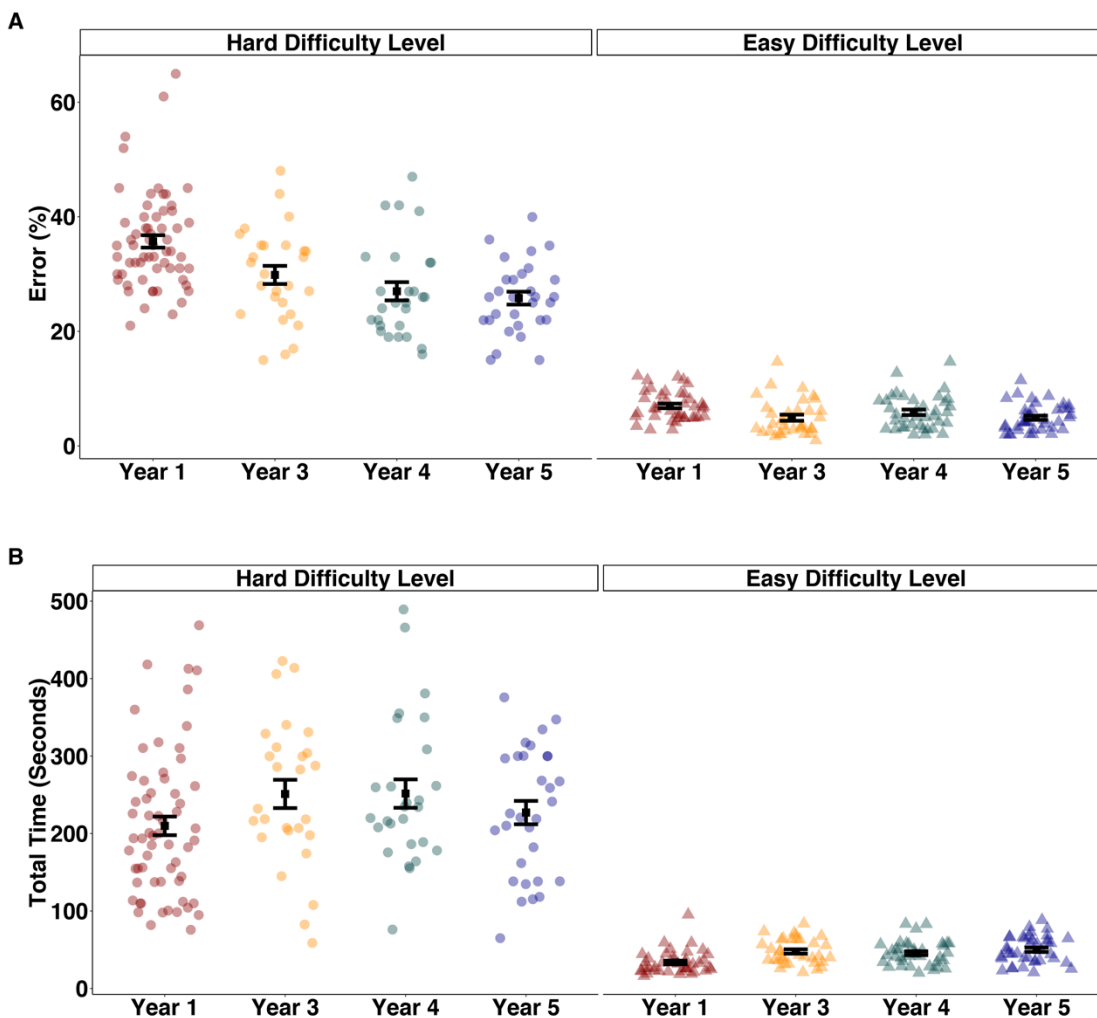 A
Hard Difficulty Level Easy Difficulty Level
Error (%)
60
40
20
0
Year 1 Year 3 Year 4 Year 5 Year 1 Year 3 Year 4 Year 5
B
Hard Difficulty Level Easy Difficulty Level
Total Time (Seconds)
500
400
300
200
100
0
Year 1 Year 3 Year 4 Year 5 Year 1 Year 3 Year 4 Year 5